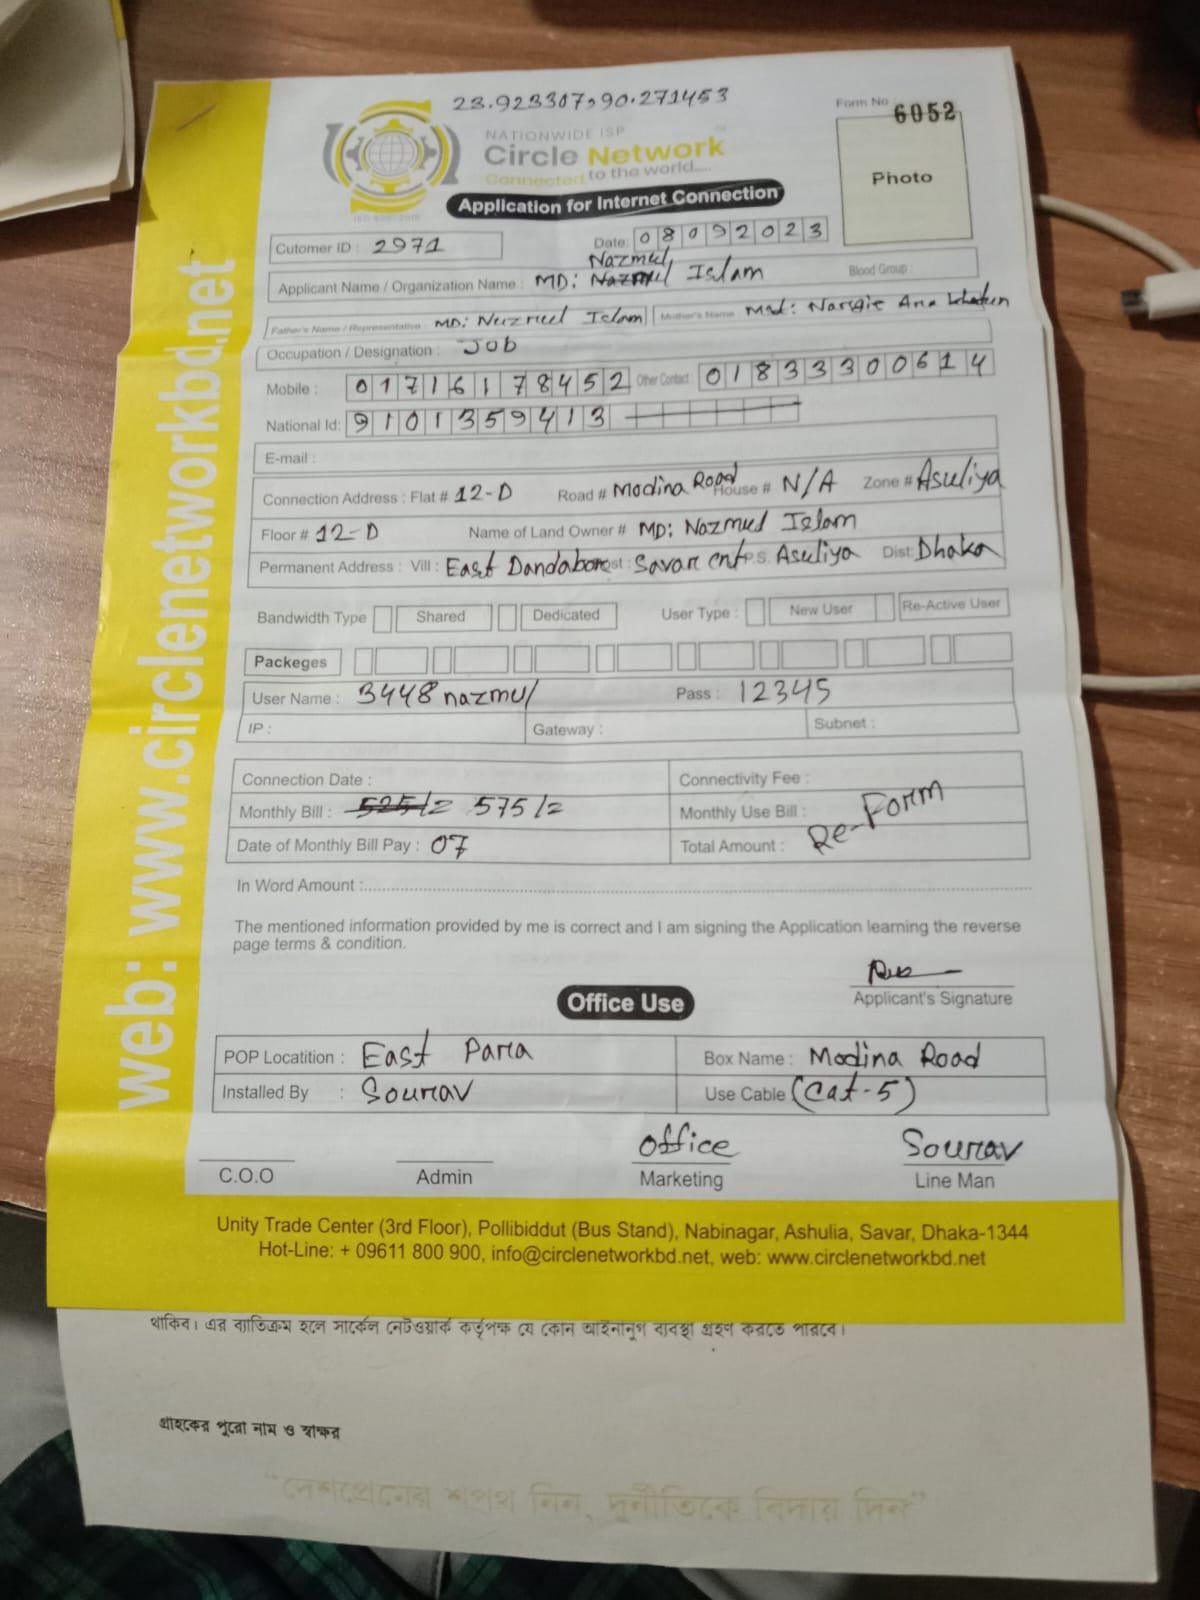 23.923307,90.271453
Form No 6052
NATIONWIDE ISP
Circle Network
Connected to the world....
Photo
Application for Internet Connection
Cutomer ID : 2971
Date: 08092023
Nazmul
Applicant Name / Organization Name : MD: Islam Blood Group :
Father's Name / Representative : MD: Islam Mother's Name
Occupation / Designation : Job
Mobile : 01716178452 Other Contact : 01833300614
National Id: 9101359413
E-mail :
Connection Address : Flat # 12-D Road # Modina Road House # N/A Zone # Asuliya
Floor # 12-D Name of Land Owner # MD: Nazmul Islam
Permanent Address : Vill : East Dandabor Post : Savar cnt P.S. Asuliya Dist: Dhaka
Bandwidth Type Shared Dedicated User Type : New User Re-Active User
Packeges
User Name : B448nazmul Pass : 12345
IP : Gateway : Subnet :
Connection Date : Connectivity Fee :
Monthly Bill : 525/= 575/= Monthly Use Bill :
Date of Monthly Bill Pay : 07 Total Amount : Re-Form
In Word Amount :
The mentioned information provided by me is correct and I am signing the Application learning the reverse
page terms & condition.
Applicant's Signature
Office Use
POP Locatition : East Para Box Name : Modina Road
Installed By : Sourav Use Cable (Cat-5)
Office Sourav
C.O.O Admin Marketing Line Man
Unity Trade Center (3rd Floor), Pollibiddut (Bus Stand), Nabinagar, Ashulia, Savar, Dhaka-1344
Hot-Line: + 09611 800 900, info@circlenetworkbd.net, web: www.circlenetworkbd.net
web: www.circlenetworkbd.net
থাকিব। এর ব্যতিক্রম হলে সার্কেল নেটওয়ার্ক কর্তৃপক্ষ যে কোন আইনানুগ ব্যবস্থা গ্রহণ করতে পারবে।
গ্রাহকের পুরো নাম ও স্বাক্ষর
“দেশপ্রেমের শপথ নিন, দুর্নীতিকে বিদায় দিন”